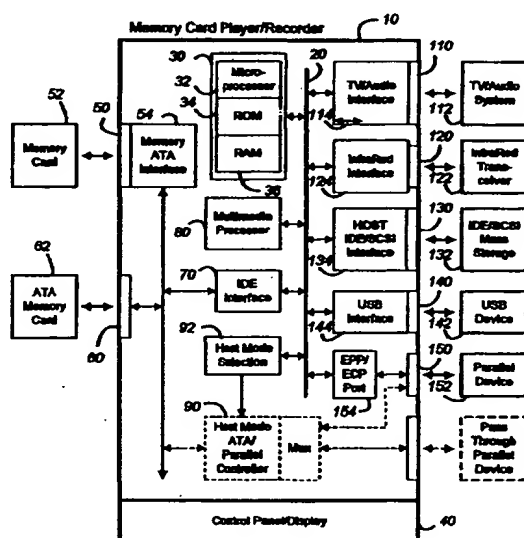 Memory Card Player/Recorder
10
30
20
110
32
34
Micro-
processor
ROM
RAM
36
TV/Audio
Interface
114
TV/Audio
System
112
52
50
54
Memory
Card
Memory
ATA
Interface
120
InfraRed
Interface
124
InfraRed
Trans-
ceiver
122
80
Multimedia
Processor
130
HOST
IDE/SCSI
Interface
134
IDE/SCSI
Mass
Storage
132
62
ATA
Memory
Card
60
70
IDE
Interface
140
USB
Interface
144
USB
Device
142
92
Host Mode
Selection
150
EPP/
ECP
Port
154
Parallel
Device
152
90
Host Mode
ATA/
Parallel
Controller
Mux
Pass
Through
Parallel
Device
Control Panel/Display
40